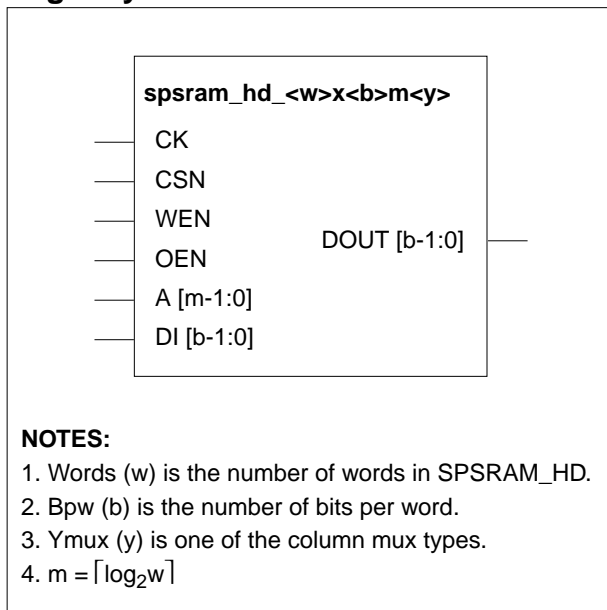 spsram_hd_<w>x<b>m<y>
CK
CSN
WEN
OEN
A [m-1:0]
DI [b-1:0]
DOUT [b-1:0]
NOTES:
1. Words (w) is the number of words in SPSRAM_HD.
2. Bpw (b) is the number of bits per word.
3. Ymux (y) is one of the column mux types.
4. m = ⌈log₂w⌉